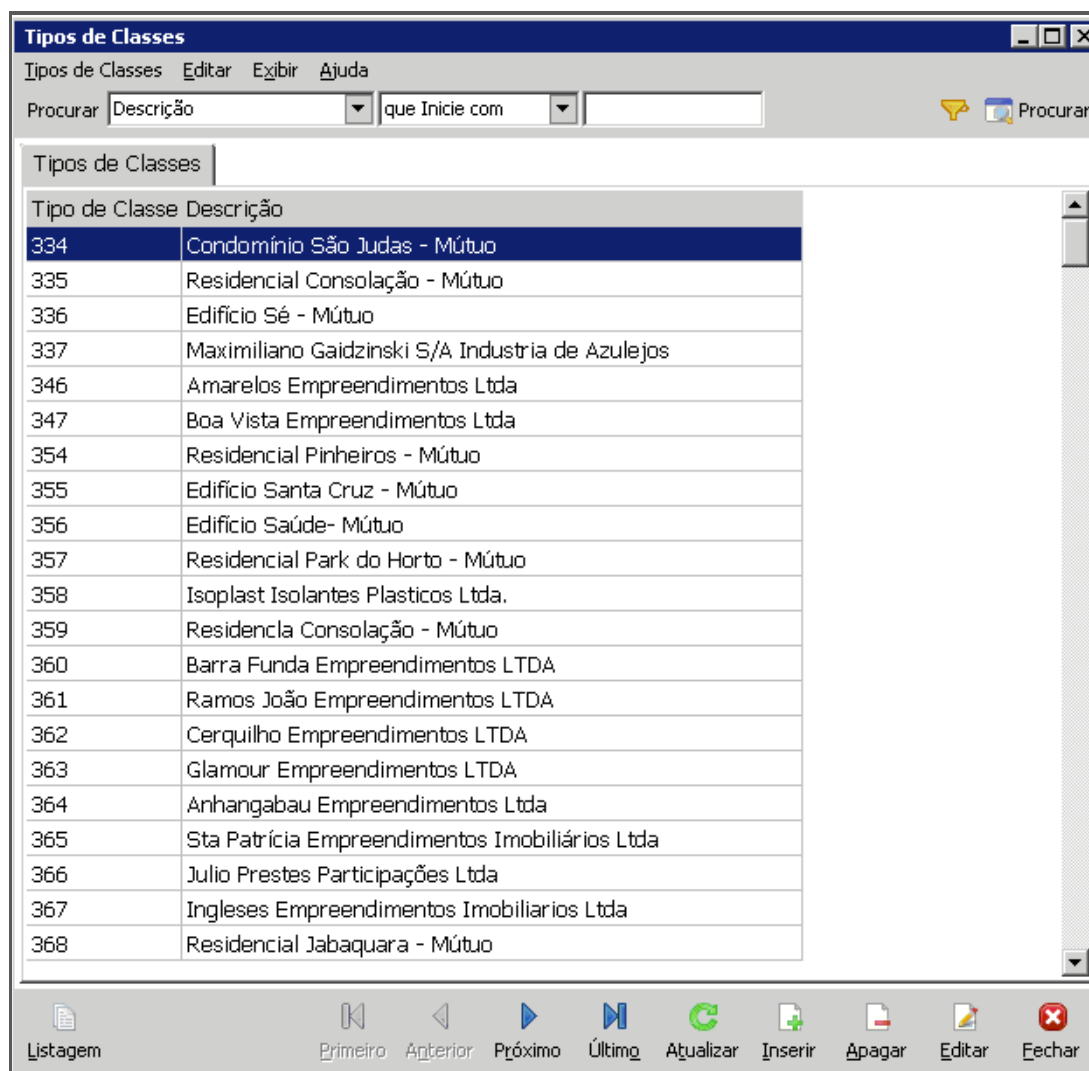 Tipos de Classes
Tipos de Classes Editar Exibir Ajuda
Procurar Descrição que Inicie com Procurar
Tipos de Classes
Tipo de Classe Descrição
334 Condomínio São Judas - Mútuo
335 Residencial Consolação - Mútuo
336 Edifício Sé - Mútuo
337 Maximiliano Gaidzinski S/A Industria de Azulejos
346 Amarelos Empreendimentos Ltda
347 Boa Vista Empreendimentos Ltda
354 Residencial Pinheiros - Mútuo
355 Edifício Santa Cruz - Mútuo
356 Edifício Saúde- Mútuo
357 Residencial Park do Horto - Mútuo
358 Isoplast Isolantes Plasticos Ltda.
359 Residencla Consolação - Mútuo
360 Barra Funda Empreendimentos LTDA
361 Ramos João Empreendimentos LTDA
362 Cerquilho Empreendimentos LTDA
363 Glamour Empreendimentos LTDA
364 Anhangabau Empreendimentos Ltda
365 Sta Patrícia Empreendimentos Imobiliários Ltda
366 Julio Prestes Participações Ltda
367 Ingleses Empreendimentos Imobiliarios Ltda
368 Residencial Jabaquara - Mútuo
Listagem Primeiro Anterior Próximo Último Atualizar Inserir Apagar Editar Fechar